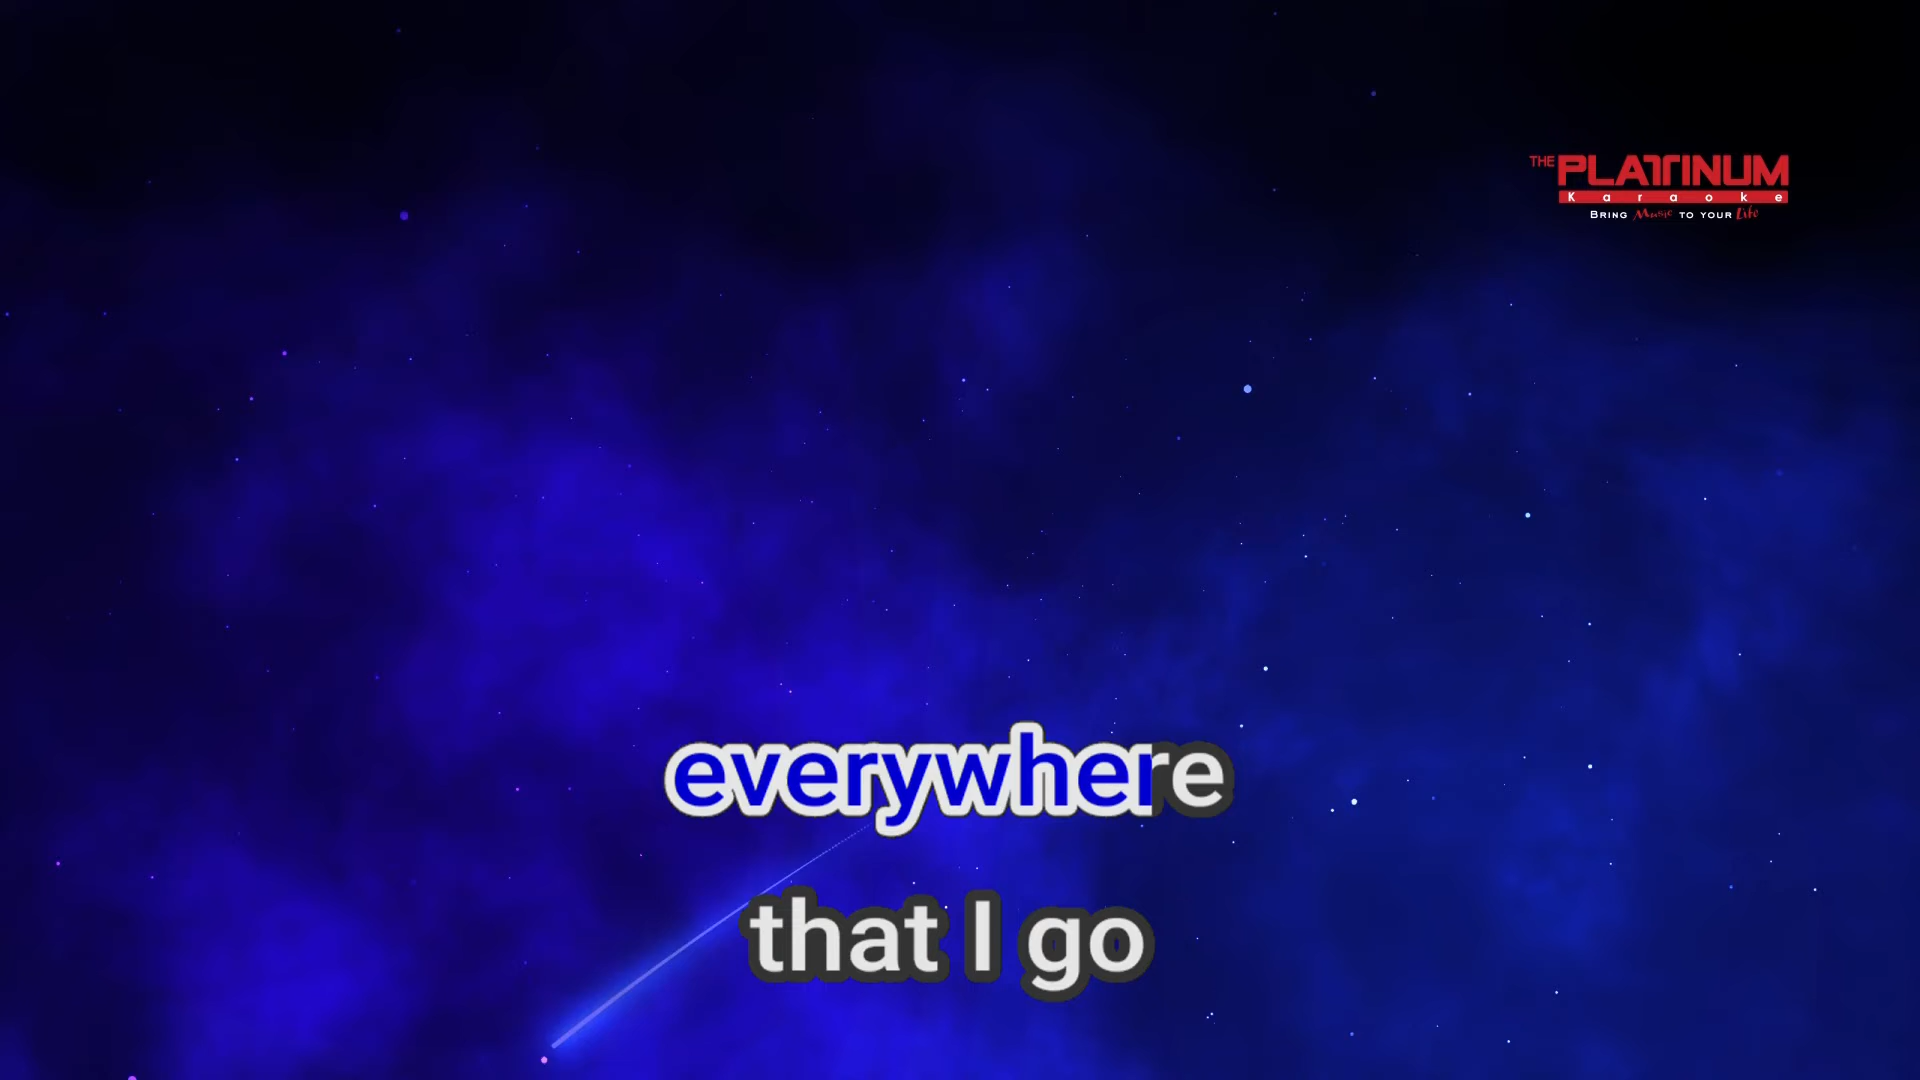 THE PLATINUM
Karaoke
BRING Music TO YOUR Life
everywhere
that I go